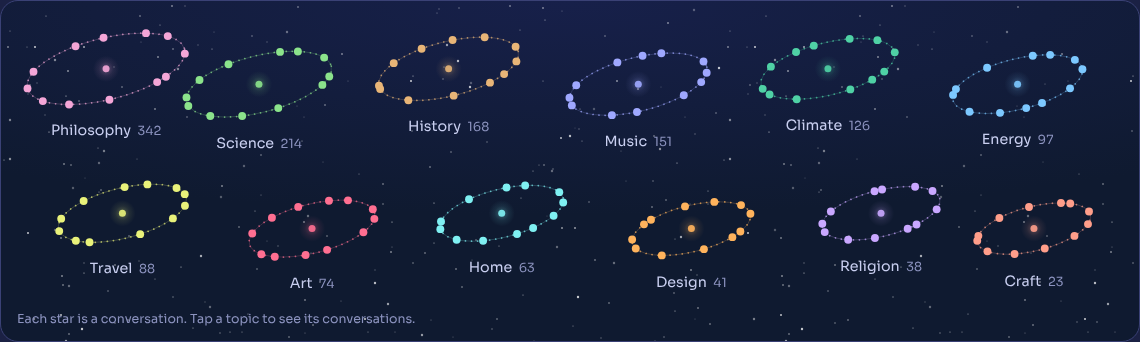 Philosophy 342
Science 214
History 168
Music 151
Climate 126
Energy 97
Travel 88
Art 74
Home 63
Design 41
Religion 38
Craft 23
Each star is a conversation. Tap a topic to see its conversations.